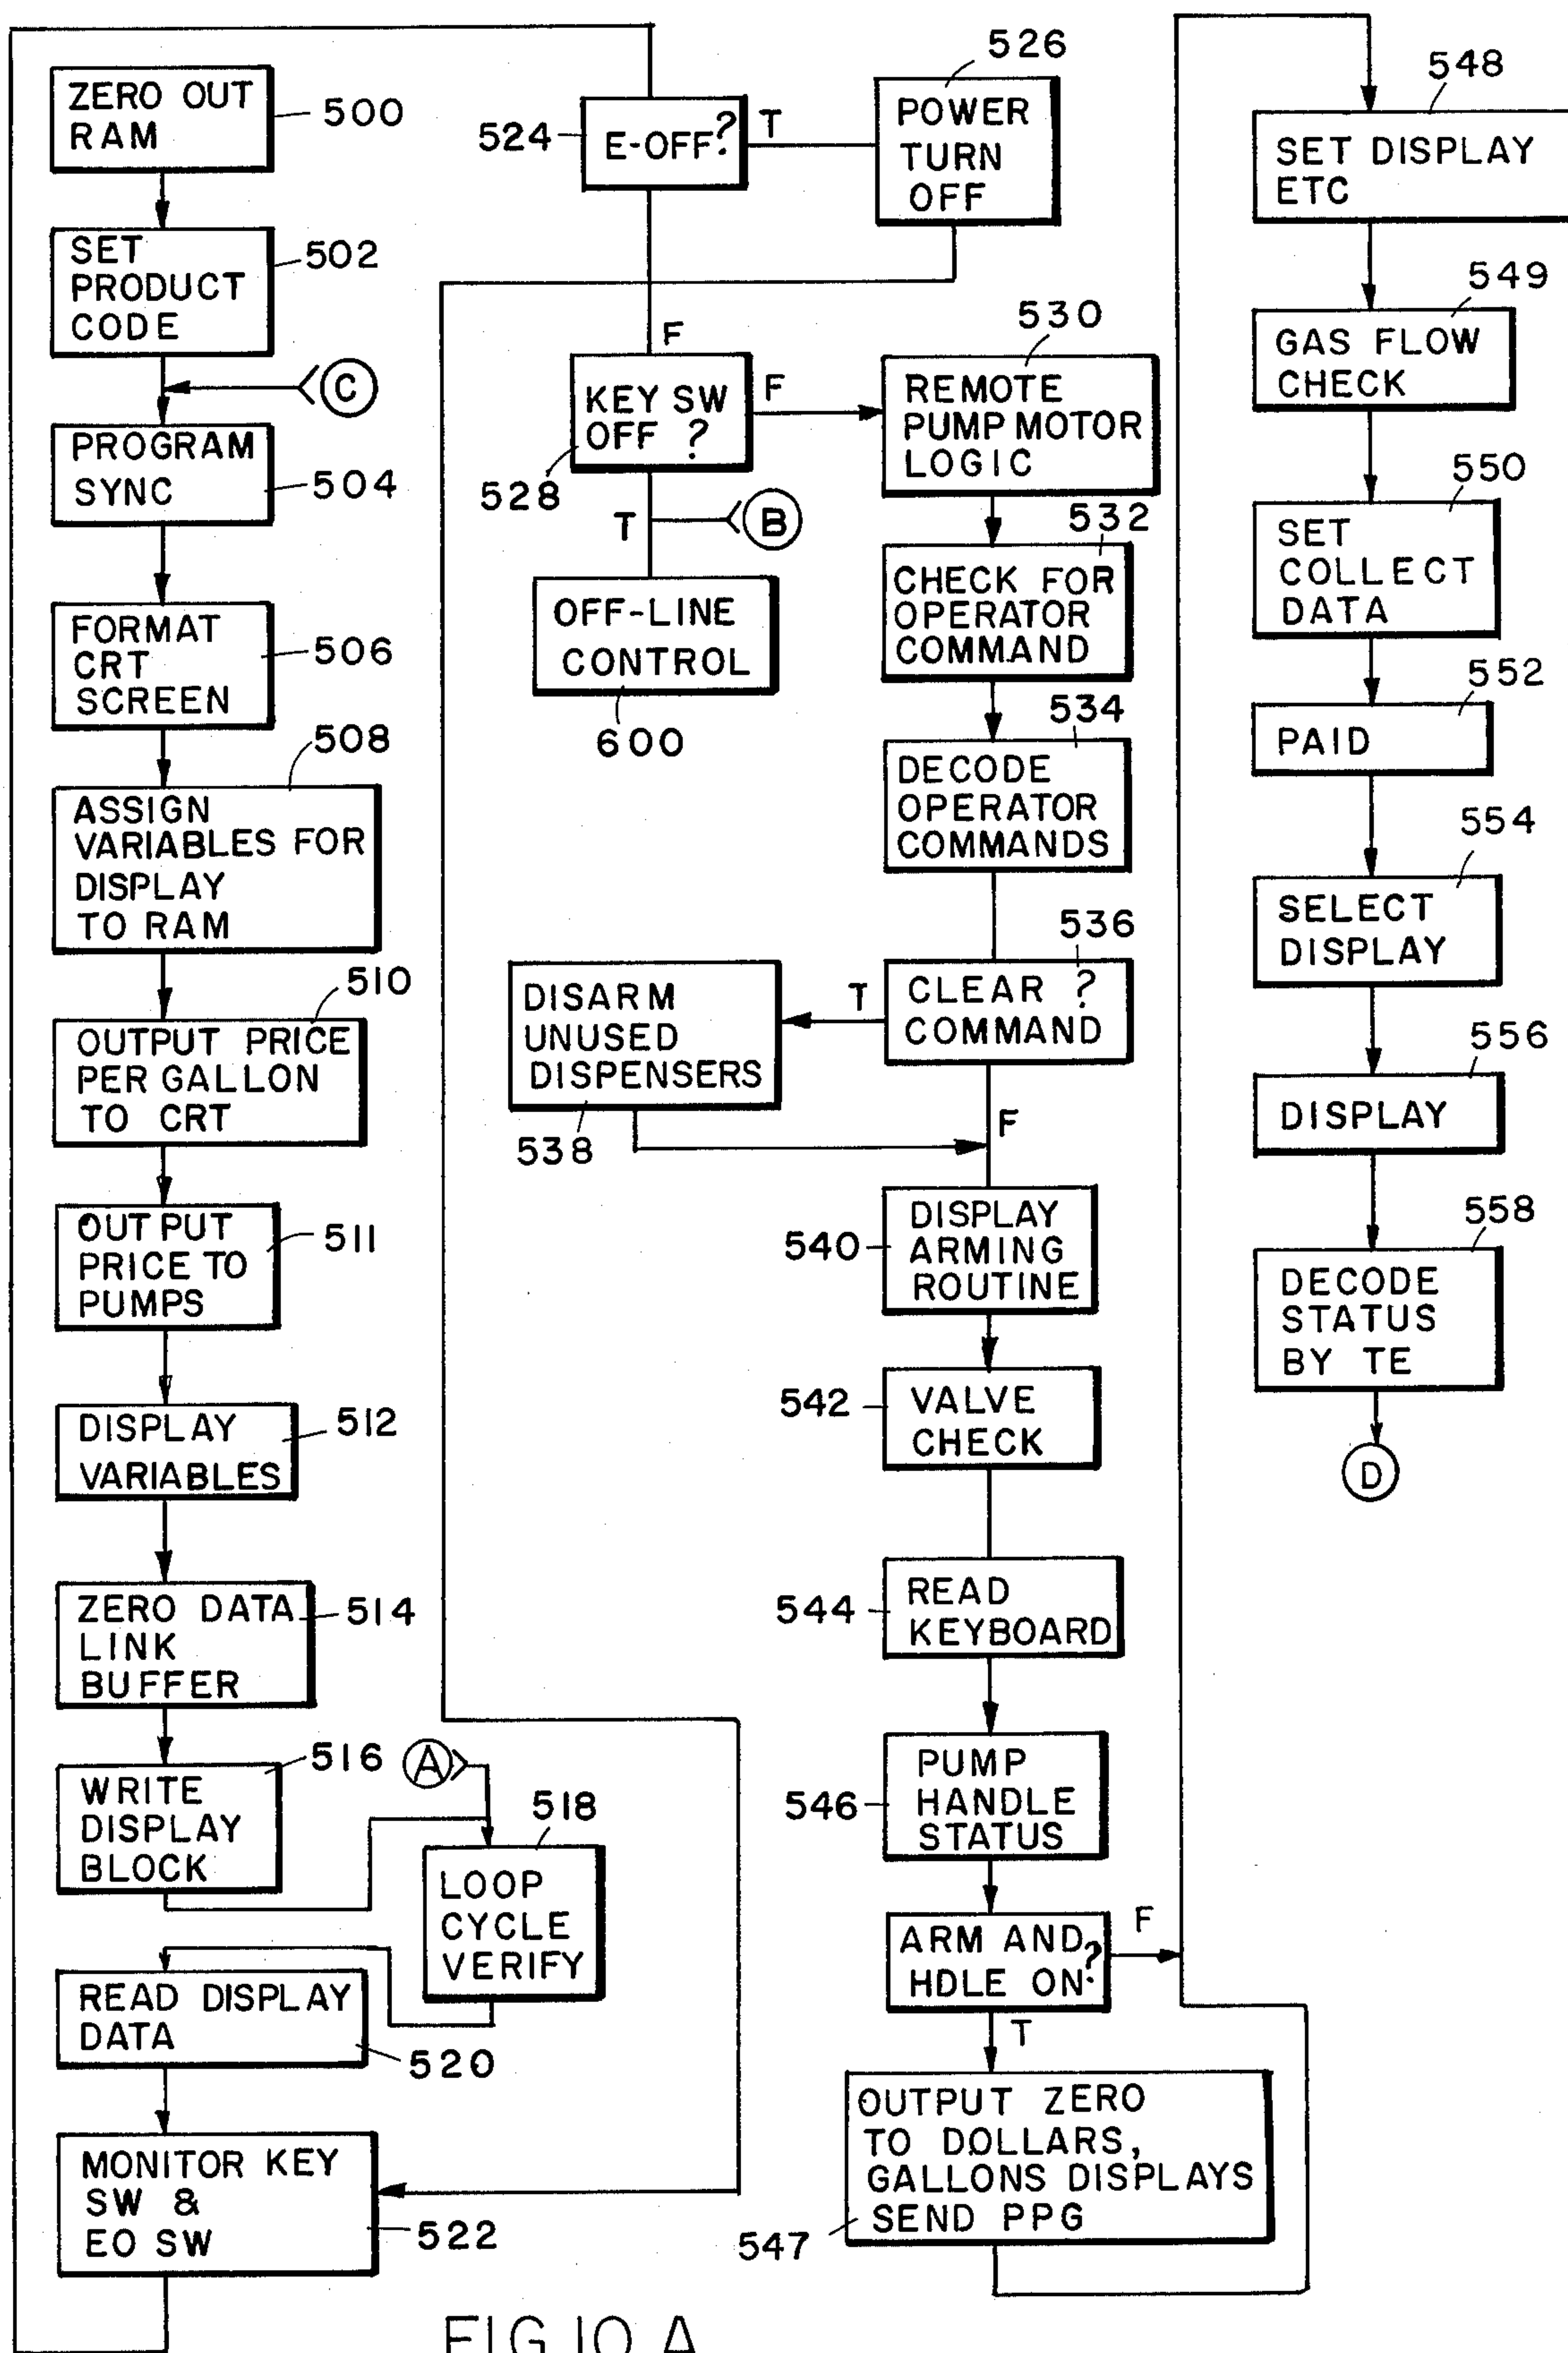 ZERO OUT
RAM
500
SET
PRODUCT
CODE
502
C
PROGRAM
SYNC
504
FORMAT
CRT
SCREEN
506
508
ASSIGN
VARIABLES FOR
DISPLAY
TO RAM
510
OUTPUT PRICE
PER GALLON
TO CRT
OUTPUT
PRICE TO
PUMPS
511
DISPLAY
VARIABLES
512
ZERO DATA
LINK
BUFFER
514
WRITE
DISPLAY
BLOCK
516
A
518
LOOP
CYCLE
VERIFY
READ DISPLAY
DATA
520
MONITOR KEY
SW &
EO SW
522
524
E-OFF?
T
526
POWER
TURN
OFF
F
KEY SW
OFF ?
528
F
T
B
OFF-LINE
CONTROL
600
530
REMOTE
PUMP MOTOR
LOGIC
532
CHECK FOR
OPERATOR
COMMAND
534
DECODE
OPERATOR
COMMANDS
536
CLEAR ?
COMMAND
T
DISARM
UNUSED
DISPENSERS
538
F
540
DISPLAY
ARMING
ROUTINE
542
VALVE
CHECK
544
READ
KEYBOARD
546
PUMP
HANDLE
STATUS
ARM AND
HDLE ON?
F
T
OUTPUT ZERO
TO DOLLARS,
GALLONS DISPLAYS
SEND PPG
547
548
SET DISPLAY
ETC
549
GAS FLOW
CHECK
550
SET
COLLECT
DATA
552
PAID
554
SELECT
DISPLAY
556
DISPLAY
558
DECODE
STATUS
BY TE
D
FIG.10 A